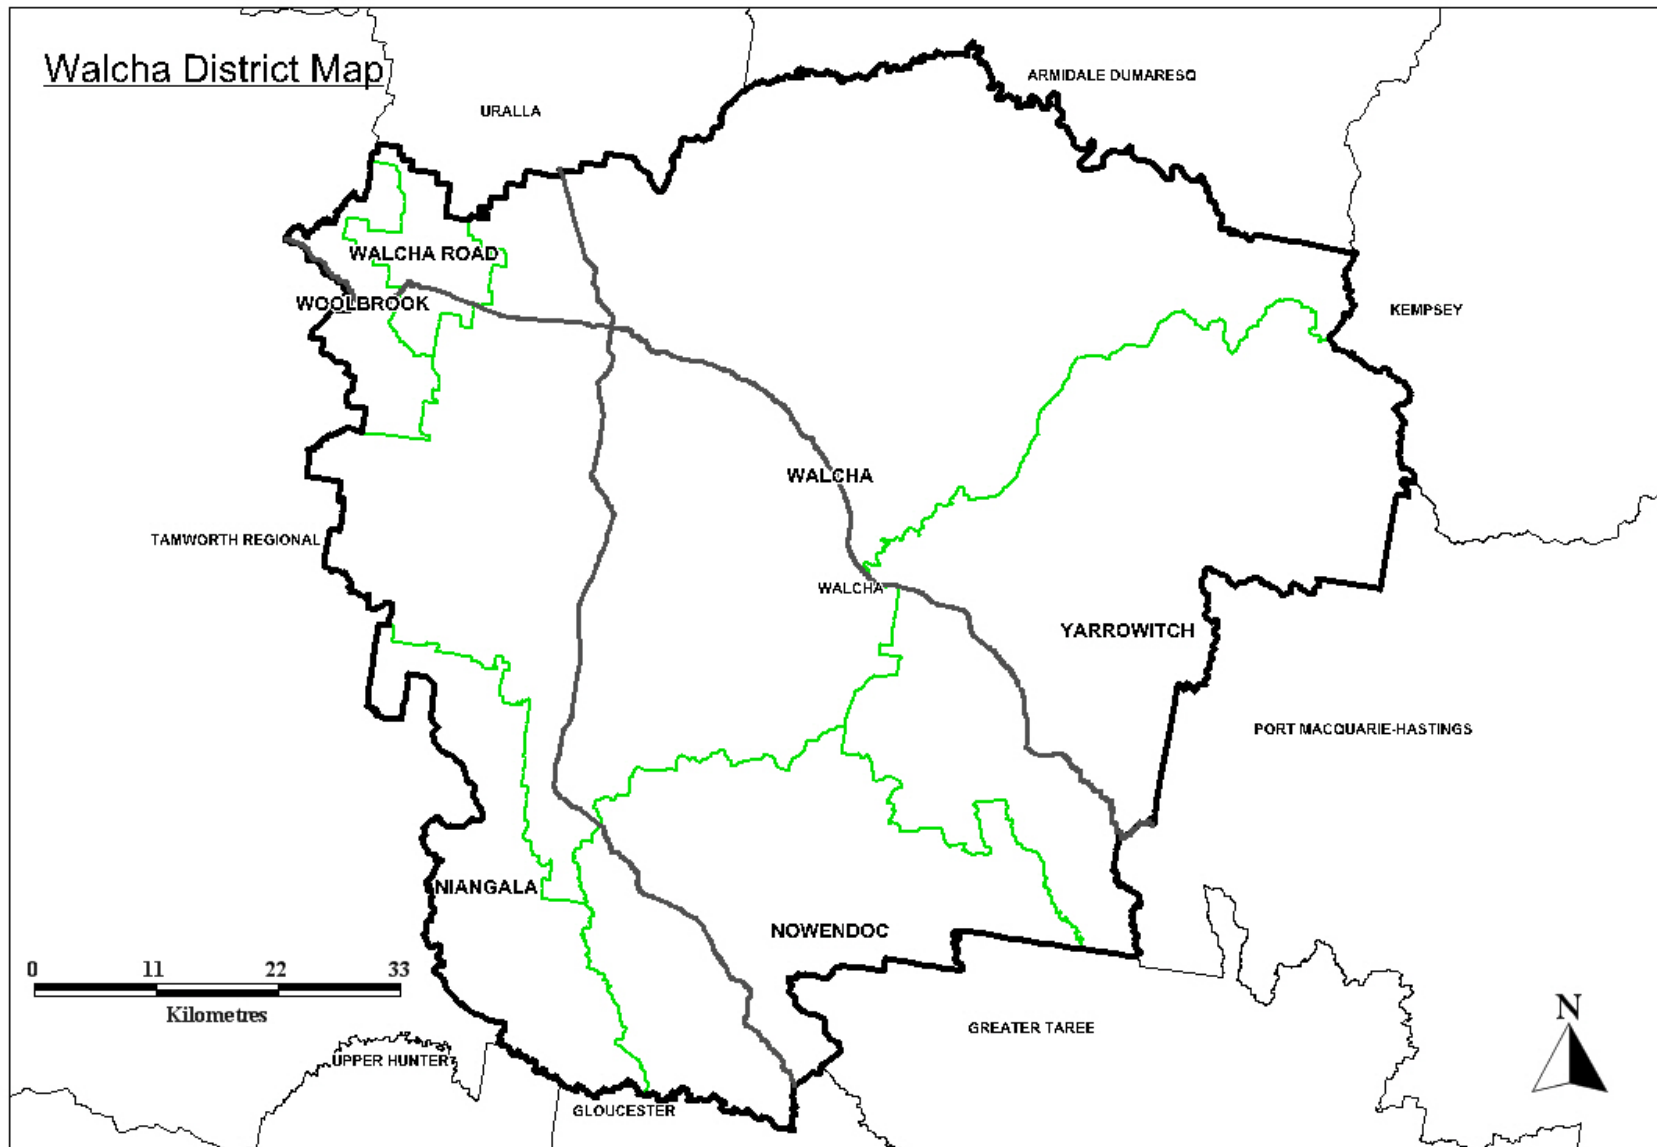 Walcha District Map
ARMIDALE DUMARESQ
URALLA
WALCHA ROAD
WOOLBROOK
KEMPSEY
WALCHA
TAMWORTH REGIONAL
WALCHA
YARROWITCH
PORT MACQUARIE-HASTINGS
NIANGALA
NOWENDOC
0 11 22 33
Kilometres
N
GREATER TAREE
UPPER HUNTER
GLOUCESTER